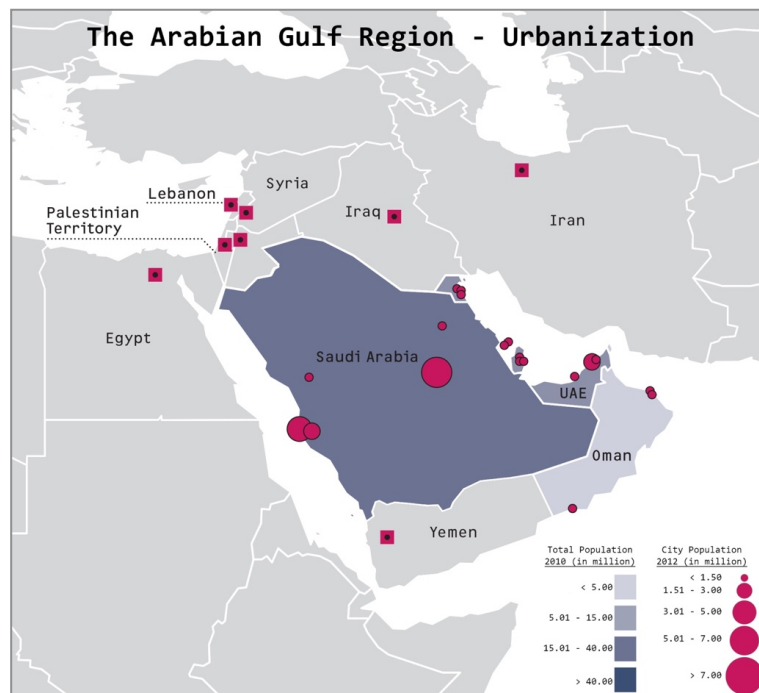 The Arabian Gulf Region - Urbanization
Syria
Lebanon
Palestinian
Territory
Iraq
Iran
Egypt
Saudi Arabia
UAE
Oman
Yemen
Total Population
2010 (in million)
< 5.00
5.01 - 15.00
15.01 - 40.00
> 40.00
City Population
2012 (in million)
< 1.50
1.51 - 3.00
3.01 - 5.00
5.01 - 7.00
> 7.00